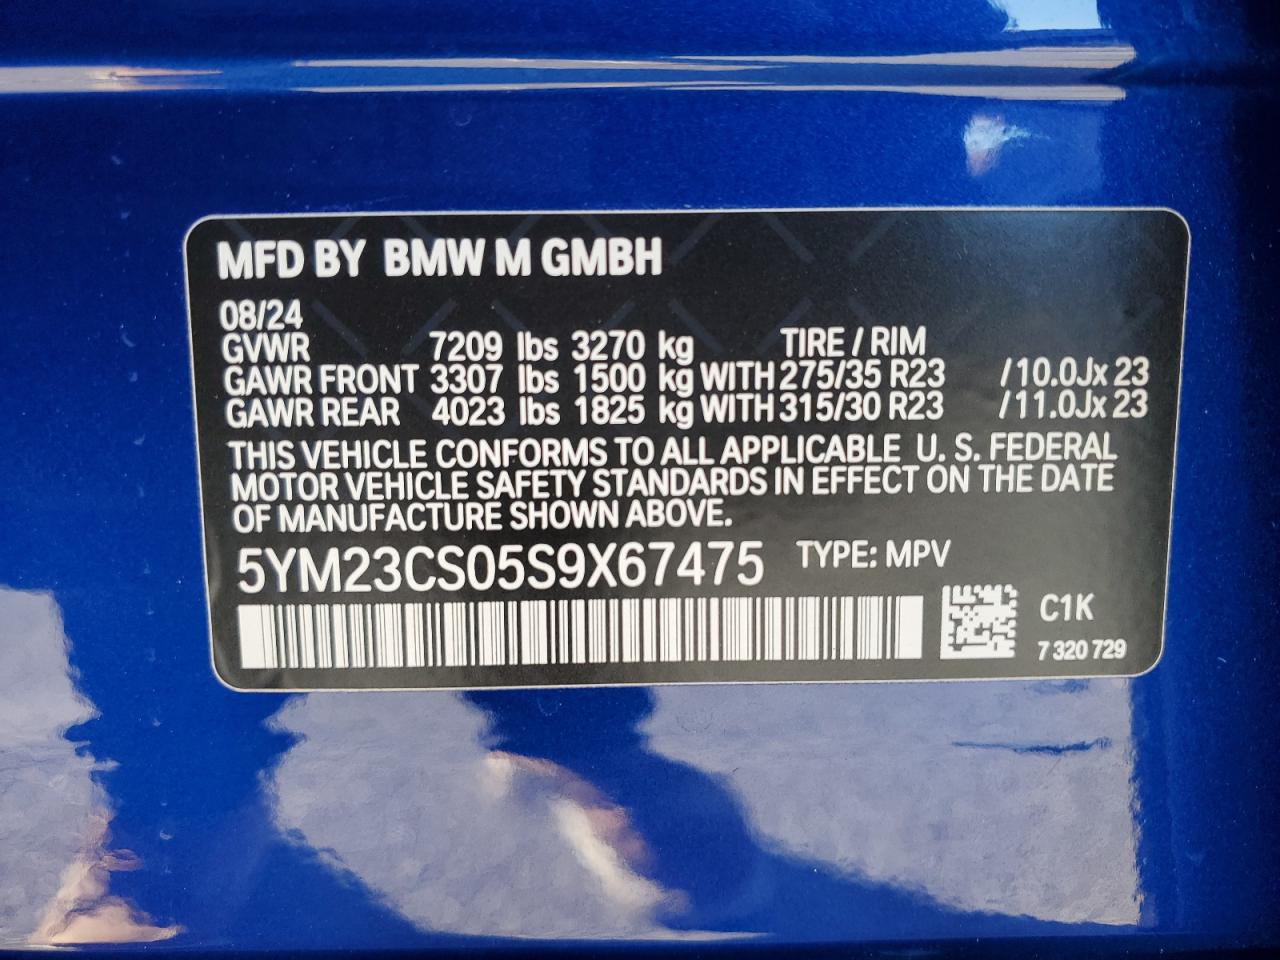 MFD BY BMW M GMBH
08/24
GVWR 7209 lbs 3270 kg TIRE / RIM
GAWR FRONT 3307 lbs 1500 kg WITH 275/35 R23 /10.0Jx 23
GAWR REAR 4023 lbs 1825 kg WITH 315/30 R23 /11.0Jx 23
THIS VEHICLE CONFORMS TO ALL APPLICABLE U. S. FEDERAL
MOTOR VEHICLE SAFETY STANDARDS IN EFFECT ON THE DATE
OF MANUFACTURE SHOWN ABOVE.
5YM23CS05S9X67475 TYPE: MPV
C1K
7 320 729